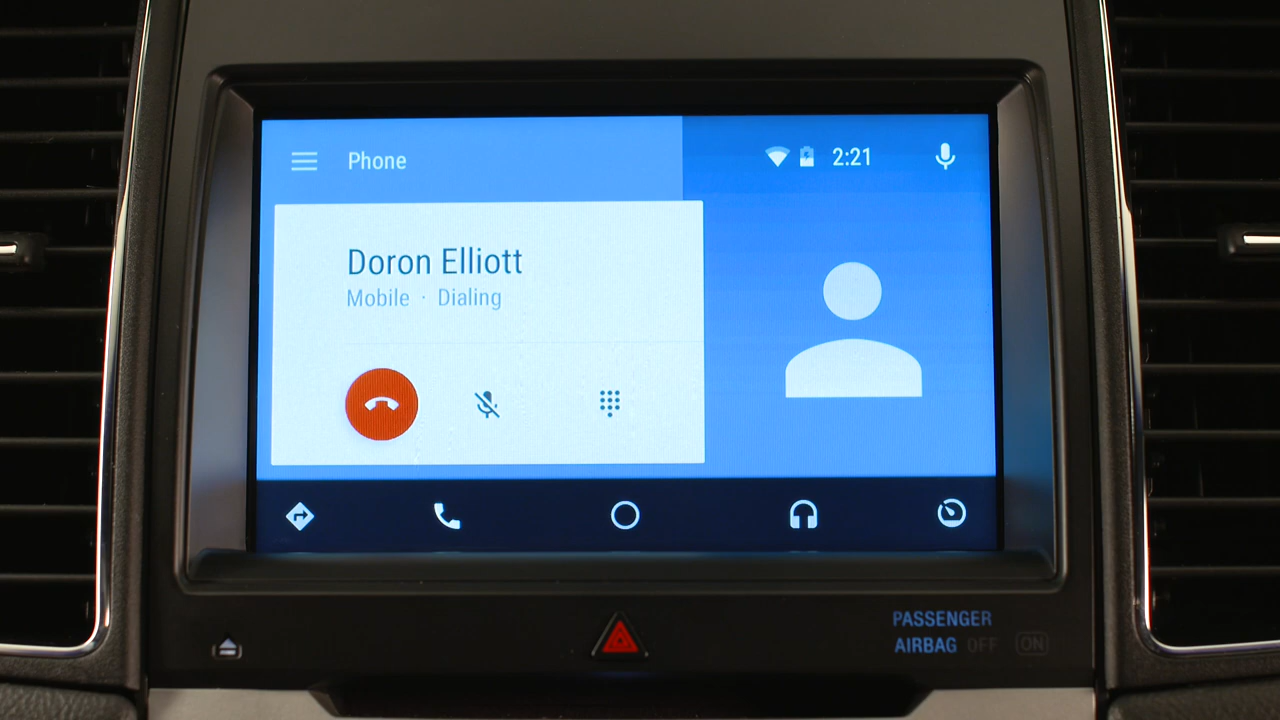 Phone
2:21
Doron Elliott
Mobile · Dialing
PASSENGER
AIRBAG OFF ON